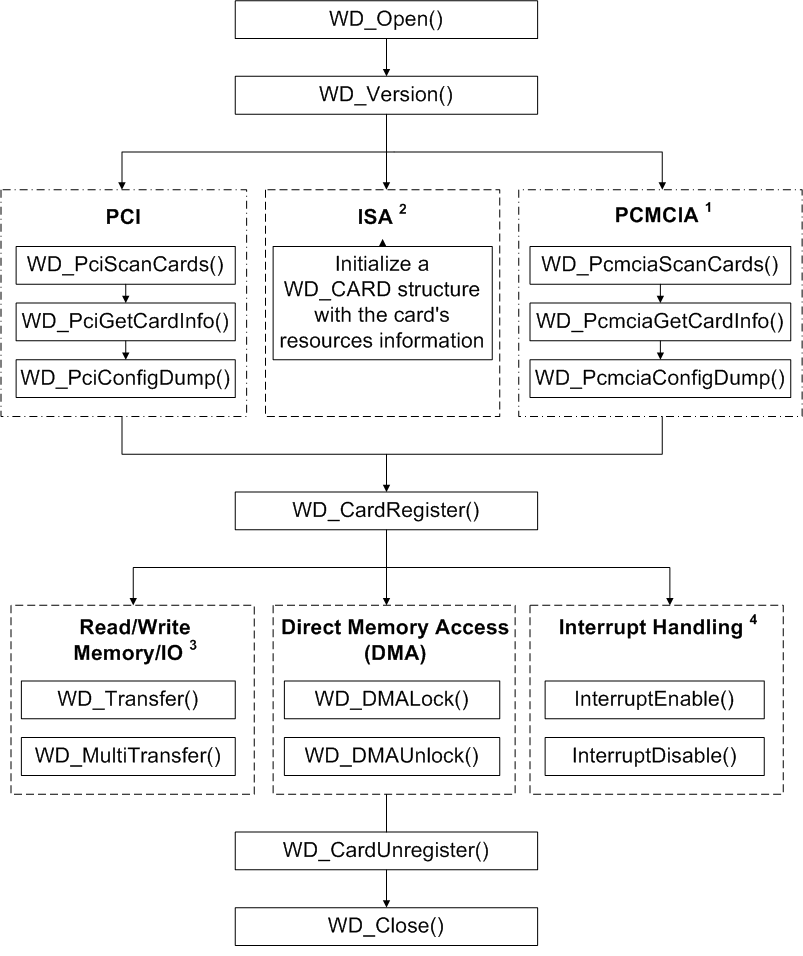 WD_Open()
WD_Version()
PCI
WD_PciScanCards()
WD_PciGetCardInfo()
WD_PciConfigDump()
ISA 2
Initialize a
WD_CARD structure
with the card's
resources information
PCMCIA 1
WD_PcmciaScanCards()
WD_PcmciaGetCardInfo()
WD_PcmciaConfigDump()
WD_CardRegister()
Read/Write
Memory/IO 3
WD_Transfer()
WD_MultiTransfer()
Direct Memory Access
(DMA)
WD_DMALock()
WD_DMAUnlock()
Interrupt Handling 4
InterruptEnable()
InterruptDisable()
WD_CardUnregister()
WD_Close()